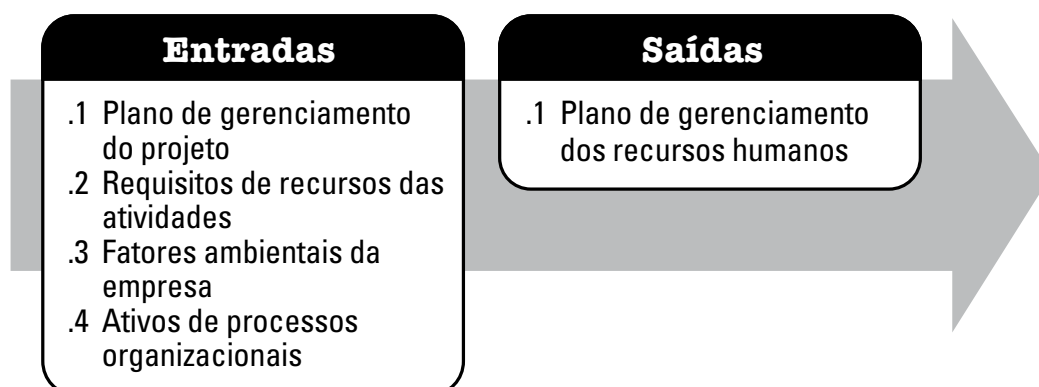 Entradas
.1 Plano de gerenciamento
do projeto
.2 Requisitos de recursos das
atividades
.3 Fatores ambientais da
empresa
.4 Ativos de processos
organizacionais
Saídas
.1 Plano de gerenciamento
dos recursos humanos